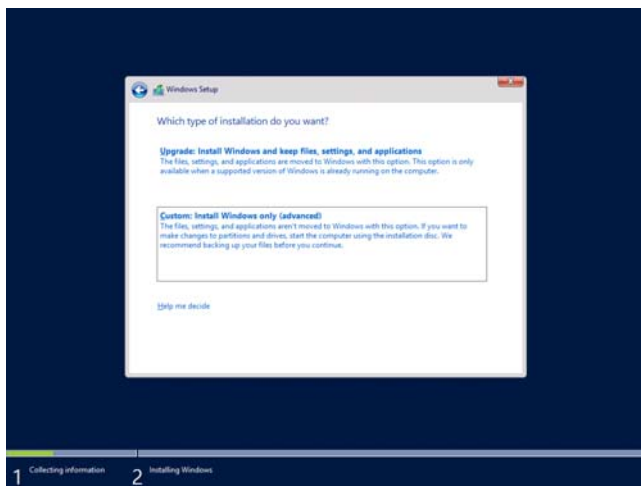 Windows Setup
Which type of installation do you want?
Upgrade: Install Windows and keep files, settings, and applications
The files, settings, and applications are moved to Windows with this option. This option is only
available when a supported version of Windows is already running on the computer.
Custom: Install Windows only (advanced)
The files, settings, and applications aren't moved to Windows with this option. If you want to
make changes to partitions and drives, start the computer using the installation disc. We
recommend backing up your files before you continue.
Help me decide
1 Collecting information 2 Installing Windows